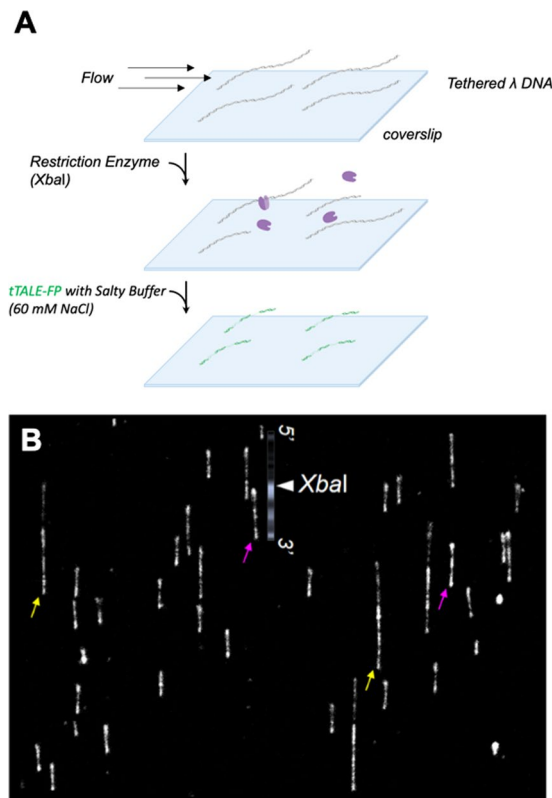 A
Flow
Tethered λ DNA
coverslip
Restriction Enzyme
(XbaI)
tTALE-FP with Salty Buffer
(60 mM NaCl)
B
5'
XbaI
3'